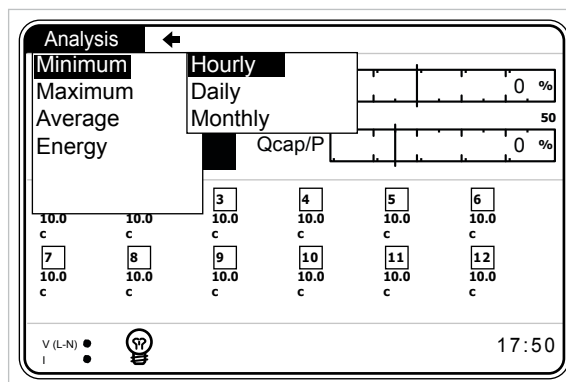 Analysis
Minimum Hourly
Maximum Daily
Average Monthly
Energy
0 %
50
Qcap/P 0 %
3 4 5 6
10.0 10.0 10.0 10.0 10.0 10.0
c c c c c c
7 8 9 10 11 12
10.0 10.0 10.0 10.0 10.0 10.0
c c c c c c
V (L-N)
I
17:50